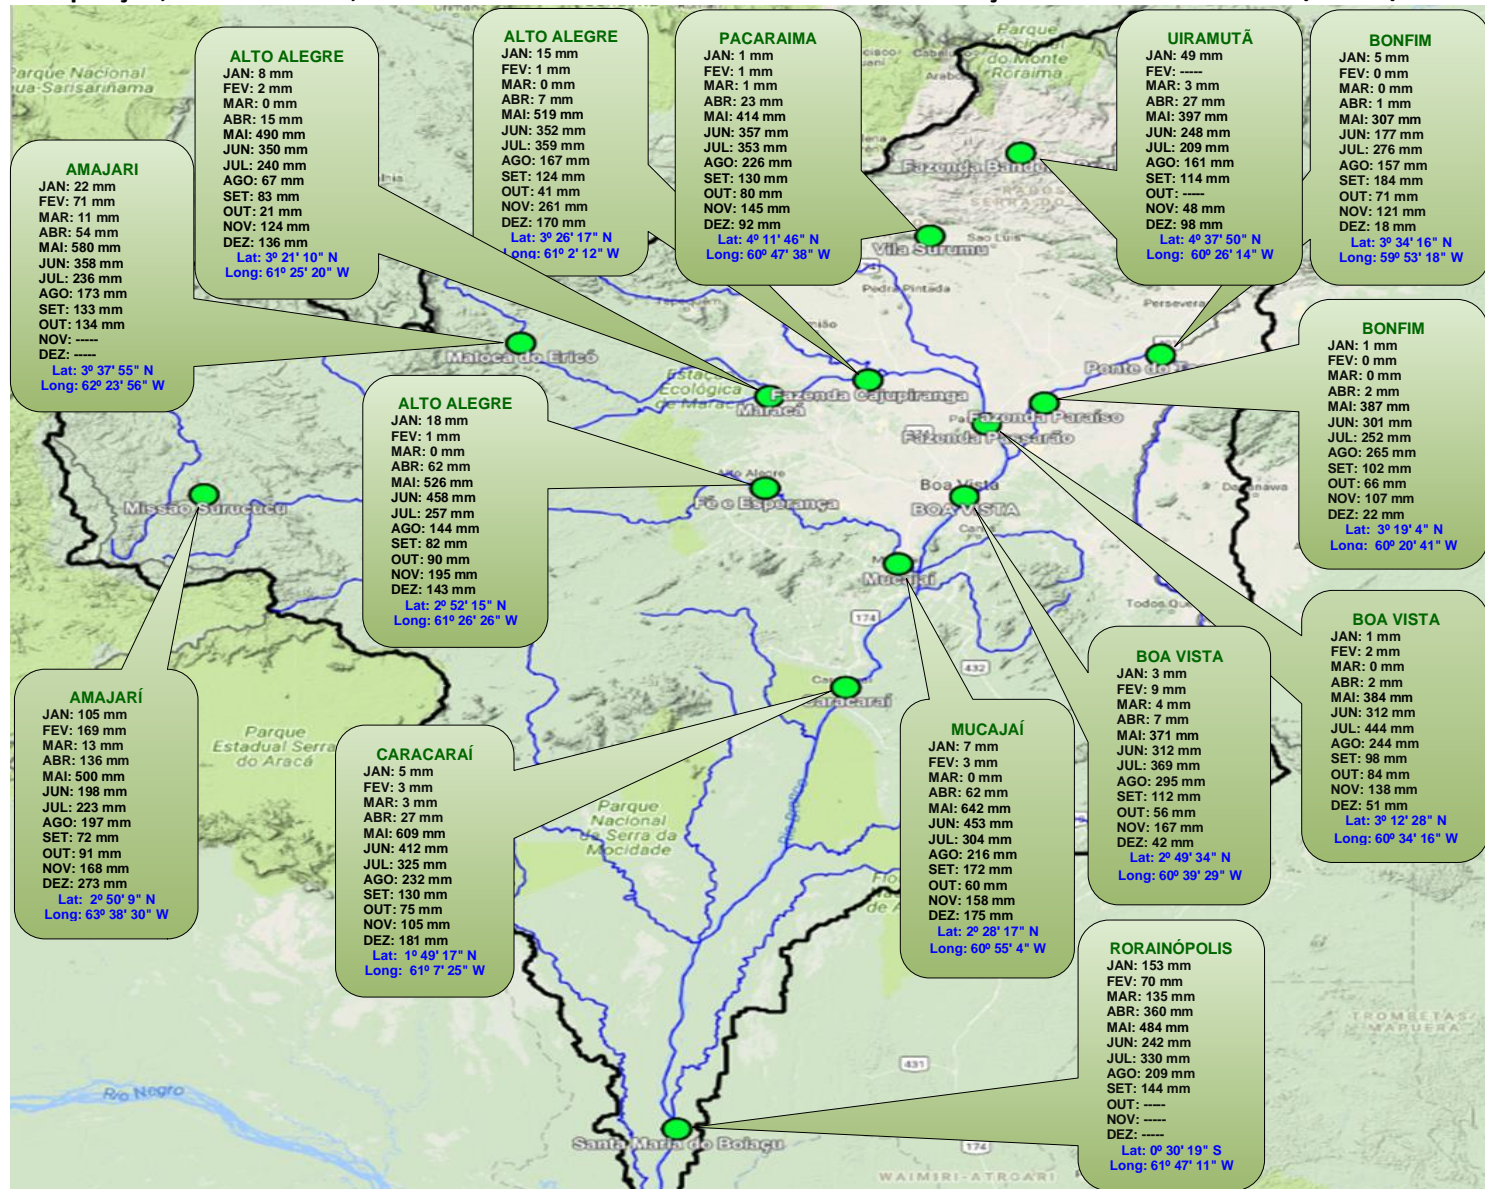 ALTO ALEGRE
JAN: 8 mm
FEV: 2 mm
MAR: 0 mm
ABR: 15 mm
MAI: 490 mm
JUN: 350 mm
JUL: 240 mm
AGO: 67 mm
SET: 83 mm
OUT: 21 mm
NOV: 124 mm
DEZ: 136 mm
Lat: 3º 21' 10" N
Long: 61º 25' 20" W
ALTO ALEGRE
JAN: 15 mm
FEV: 1 mm
MAR: 0 mm
ABR: 7 mm
MAI: 519 mm
JUN: 352 mm
JUL: 359 mm
AGO: 167 mm
SET: 124 mm
OUT: 41 mm
NOV: 261 mm
DEZ: 170 mm
Lat: 3º 26' 17" N
Long: 61º 2' 12" W
PACARAIMA
JAN: 1 mm
FEV: 1 mm
MAR: 1 mm
ABR: 23 mm
MAI: 414 mm
JUN: 357 mm
JUL: 353 mm
AGO: 226 mm
SET: 130 mm
OUT: 80 mm
NOV: 145 mm
DEZ: 92 mm
Lat: 4º 11' 46" N
Long: 60º 47' 38" W
UIRAMUTÃ
JAN: 49 mm
FEV: -----
MAR: 3 mm
ABR: 27 mm
MAI: 397 mm
JUN: 248 mm
JUL: 209 mm
AGO: 161 mm
SET: 114 mm
OUT: -----
NOV: 48 mm
DEZ: 98 mm
Lat: 4º 37' 50" N
Long: 60º 26' 14" W
BONFIM
JAN: 5 mm
FEV: 0 mm
MAR: 0 mm
ABR: 1 mm
MAI: 307 mm
JUN: 177 mm
JUL: 276 mm
AGO: 157 mm
SET: 184 mm
OUT: 71 mm
NOV: 121 mm
DEZ: 18 mm
Lat: 3º 34' 16" N
Long: 59º 53' 18" W
AMAJARI
JAN: 22 mm
FEV: 71 mm
MAR: 11 mm
ABR: 54 mm
MAI: 580 mm
JUN: 358 mm
JUL: 236 mm
AGO: 173 mm
SET: 133 mm
OUT: 134 mm
NOV: -----
DEZ: -----
Lat: 3º 37' 55" N
Long: 62º 23' 56" W
BONFIM
JAN: 1 mm
FEV: 0 mm
MAR: 0 mm
ABR: 2 mm
MAI: 387 mm
JUN: 301 mm
JUL: 252 mm
AGO: 265 mm
SET: 102 mm
OUT: 66 mm
NOV: 107 mm
DEZ: 22 mm
Lat: 3º 19' 4" N
Long: 60º 20' 41" W
ALTO ALEGRE
JAN: 18 mm
FEV: 1 mm
MAR: 0 mm
ABR: 62 mm
MAI: 526 mm
JUN: 458 mm
JUL: 257 mm
AGO: 144 mm
SET: 82 mm
OUT: 90 mm
NOV: 195 mm
DEZ: 143 mm
Lat: 2º 52' 15" N
Long: 61º 26' 26" W
BOA VISTA
JAN: 1 mm
FEV: 2 mm
MAR: 0 mm
ABR: 2 mm
MAI: 384 mm
JUN: 312 mm
JUL: 444 mm
AGO: 244 mm
SET: 98 mm
OUT: 84 mm
NOV: 138 mm
DEZ: 51 mm
Lat: 3º 12' 28" N
Long: 60º 34' 16" W
BOA VISTA
JAN: 3 mm
FEV: 9 mm
MAR: 4 mm
ABR: 7 mm
MAI: 371 mm
JUN: 312 mm
JUL: 369 mm
AGO: 295 mm
SET: 112 mm
OUT: 56 mm
NOV: 167 mm
DEZ: 42 mm
Lat: 2º 49' 34" N
Long: 60º 39' 29" W
AMAJARÍ
JAN: 105 mm
FEV: 169 mm
MAR: 13 mm
ABR: 136 mm
MAI: 500 mm
JUN: 198 mm
JUL: 223 mm
AGO: 197 mm
SET: 72 mm
OUT: 91 mm
NOV: 168 mm
DEZ: 273 mm
Lat: 2º 50' 9" N
Long: 63º 38' 30" W
CARACARAÍ
JAN: 5 mm
FEV: 3 mm
MAR: 3 mm
ABR: 27 mm
MAI: 609 mm
JUN: 412 mm
JUL: 325 mm
AGO: 232 mm
SET: 130 mm
OUT: 75 mm
NOV: 105 mm
DEZ: 181 mm
Lat: 1º 49' 17" N
Long: 61º 7' 25" W
MUCAJAÍ
JAN: 7 mm
FEV: 3 mm
MAR: 0 mm
ABR: 62 mm
MAI: 642 mm
JUN: 453 mm
JUL: 304 mm
AGO: 216 mm
SET: 172 mm
OUT: 60 mm
NOV: 158 mm
DEZ: 175 mm
Lat: 2º 28' 17" N
Long: 60º 55' 4" W
RORAINÓPOLIS
JAN: 153 mm
FEV: 70 mm
MAR: 135 mm
ABR: 360 mm
MAI: 484 mm
JUN: 242 mm
JUL: 330 mm
AGO: 209 mm
SET: 144 mm
OUT: -----
NOV: -----
DEZ: -----
Lat: 0º 30' 19" S
Long: 61º 47' 11" W
Parque Nacional
Parque
do Monte
Roraima
Vila Surumu
Sao Luis
Pedra Pintada
Maloca do Ericó
Estação
Ecológica
de Maracá
Maracá
Fazenda Cajupiranga
Ponte do
Fazenda Paraíso
Fazenda Passarão
Alto Alegre
Fé e Esperança
Boa Vista
BOA VISTA
Missão Surucucu
Mucajaí
174
432
Caracaraí
Parque
Estadual Serra
do Aracá
Parque
Nacional
da Serra da
Mocidade
Rio Branco
Rio Negro
431
174
Santa Maria do Boiaçu
TROMBETAS/
MAPUERA
WAIMIRI-ATROARI